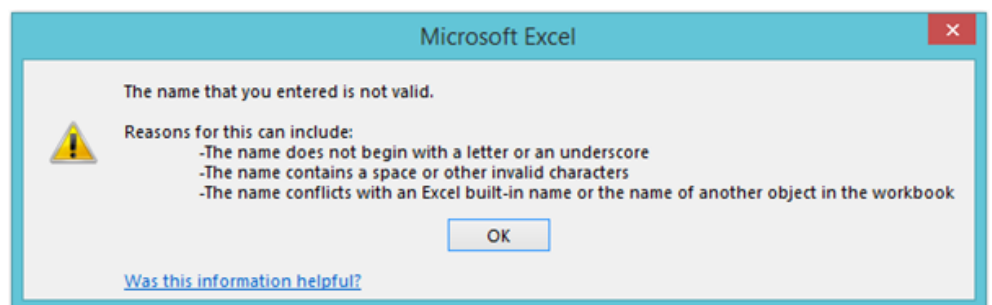 Microsoft Excel
The name that you entered is not valid.
Reasons for this can include:
-The name does not begin with a letter or an underscore
-The name contains a space or other invalid characters
-The name conflicts with an Excel built-in name or the name of another object in the workbook
OK
Was this information helpful?